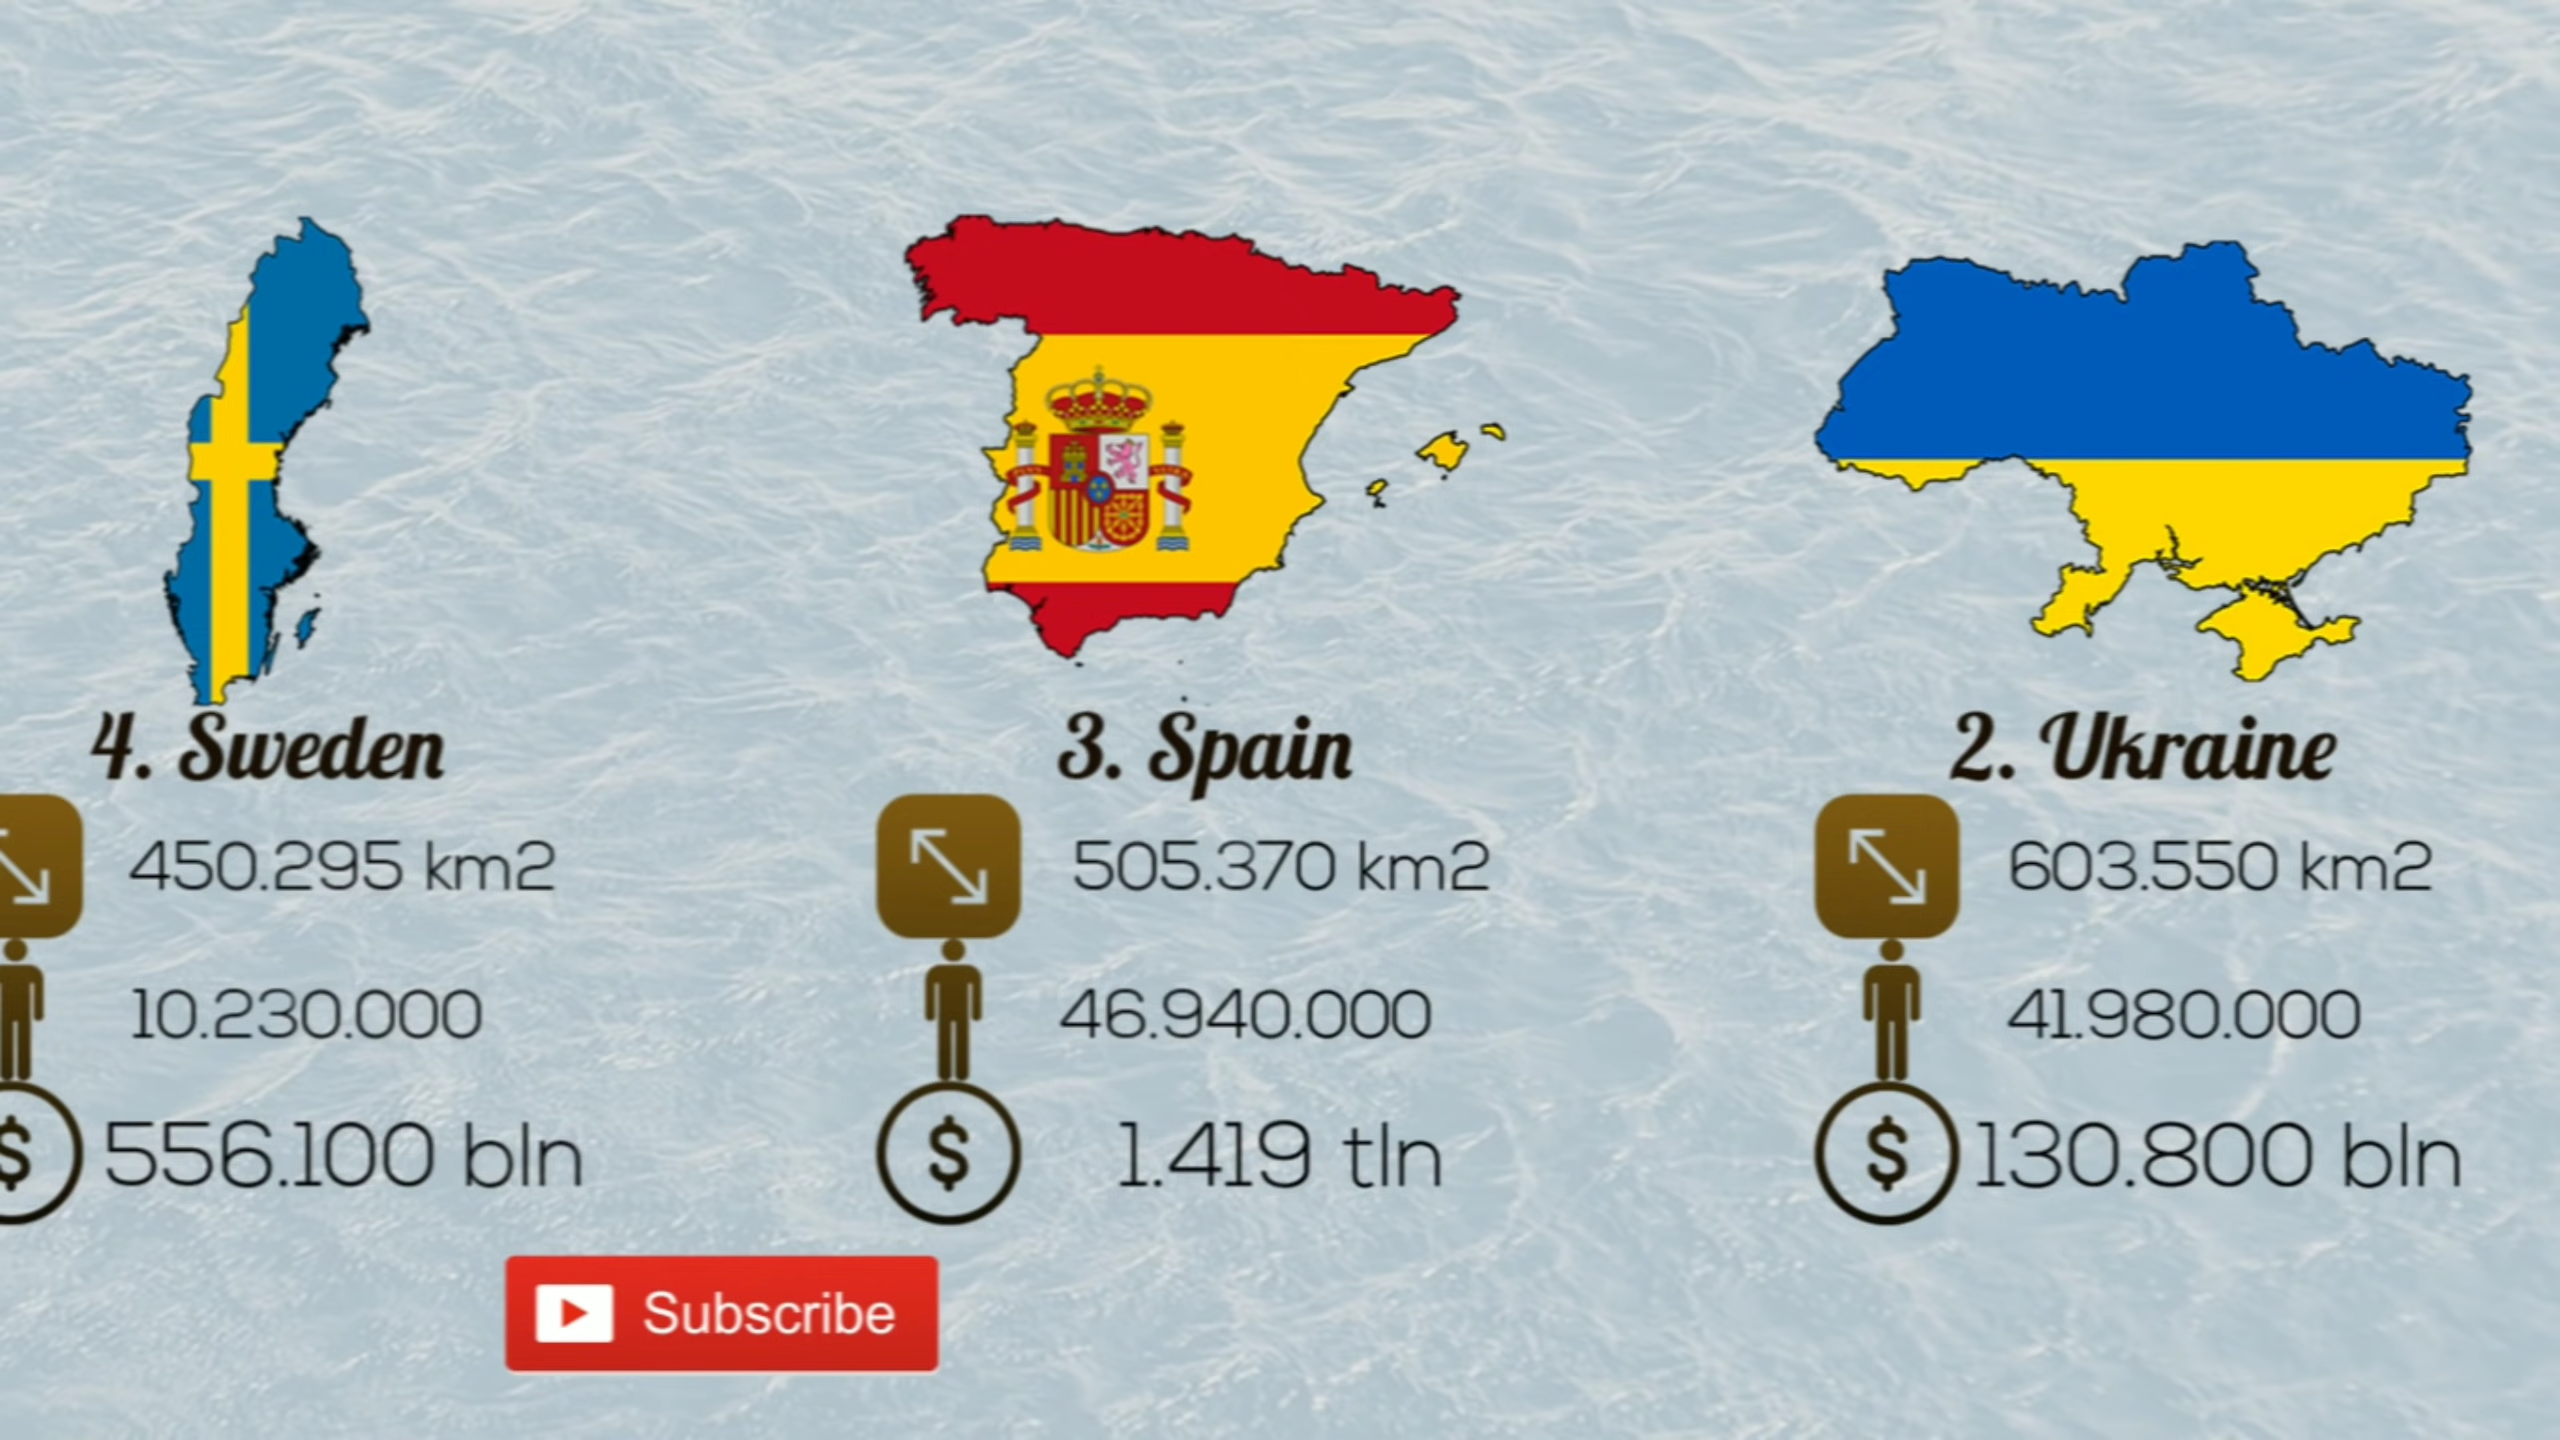 4. Sweden
450.295 km2
10.230.000
$ 556.100 bln
3. Spain
505.370 km2
46.940.000
$ 1.419 tln
2. Ukraine
603.550 km2
41.980.000
$ 130.800 bln
Subscribe